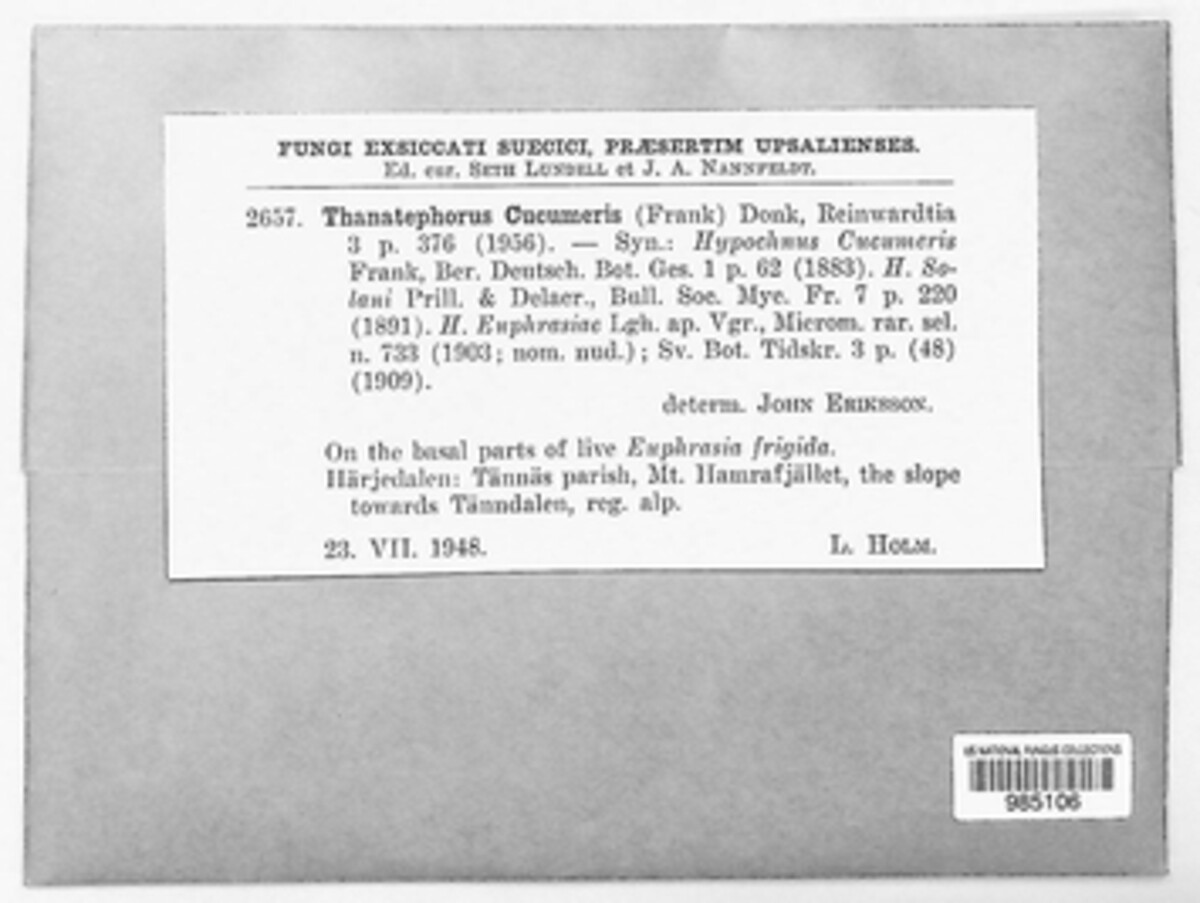 FUNGI EXSICCATI SUECICI, PRÆSERTIM UPSALIENSES.
Ed. cur. Seth Lundell et J. A. Nannfeldt.
2657. Thanatephorus Cucumeris (Frank) Donk, Reinwardtia
3 p. 376 (1956). — Syn.: Hypochnus Cucumeris
Frank, Ber. Deutsch. Bot. Ges. 1 p. 62 (1883). H. So-
lani Prill. & Delacr., Bull. Soc. Myc. Fr. 7 p. 220
(1891). H. Euphrasiae Lgh. ap. Vgr., Microm. rar. sel.
n. 733 (1903; nom. nud.); Sv. Bot. Tidskr. 3 p. (48)
(1909).
determ. John Eriksson.
On the basal parts of live Euphrasia frigida.
Härjedalen: Tännäs parish, Mt. Hamrafjället, the slope
towards Tänndalen, reg. alp.
23. VII. 1948. L. Holm.
US NATIONAL FUNGUS COLLECTIONS
985106